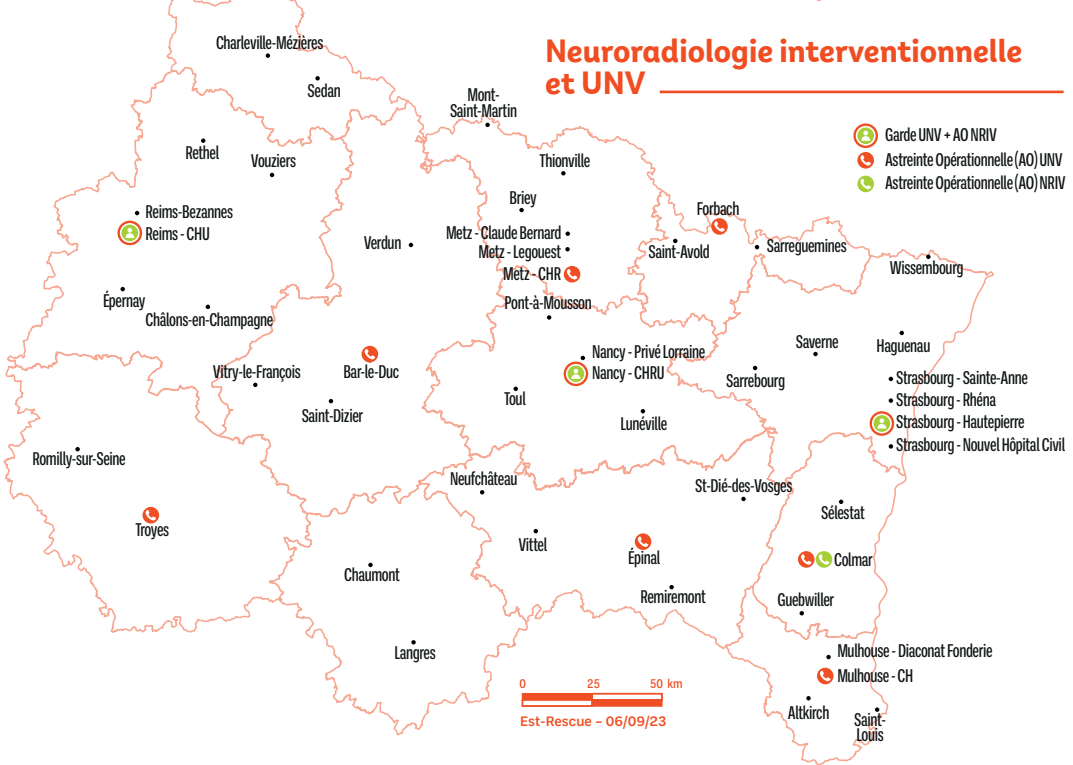 Neuroradiologie interventionnelle
et UNV
Garde UNV + AO NRIV
Astreinte Opérationnelle (AO) UNV
Astreinte Opérationnelle (AO) NRIV
Charleville-Mézières
Sedan
Mont-
Saint-Martin
Rethel
Vouziers
Thionville
Briey
Forbach
Reims-Bezannes
Reims - CHU
Verdun
Metz - Claude Bernard
Metz - Legouest
Metz - CHR
Saint-Avold
Sarreguemines
Wissembourg
Épernay
Châlons-en-Champagne
Pont-à-Mousson
Saverne
Haguenau
Vitry-le-François
Bar-le-Duc
Nancy - Privé Lorraine
Nancy - CHRU
Sarrebourg
Strasbourg - Sainte-Anne
Strasbourg - Rhéna
Strasbourg - Hautepierre
Strasbourg - Nouvel Hôpital Civil
Saint-Dizier
Toul
Lunéville
Romilly-sur-Seine
Neufchâteau
St-Dié-des-Vosges
Sélestat
Troyes
Vittel
Épinal
Colmar
Chaumont
Remiremont
Guebwiller
Langres
Mulhouse - Diaconat Fonderie
Mulhouse - CH
Altkirch
Saint-
Louis
0 25 50 km
Est-Rescue – 06/09/23